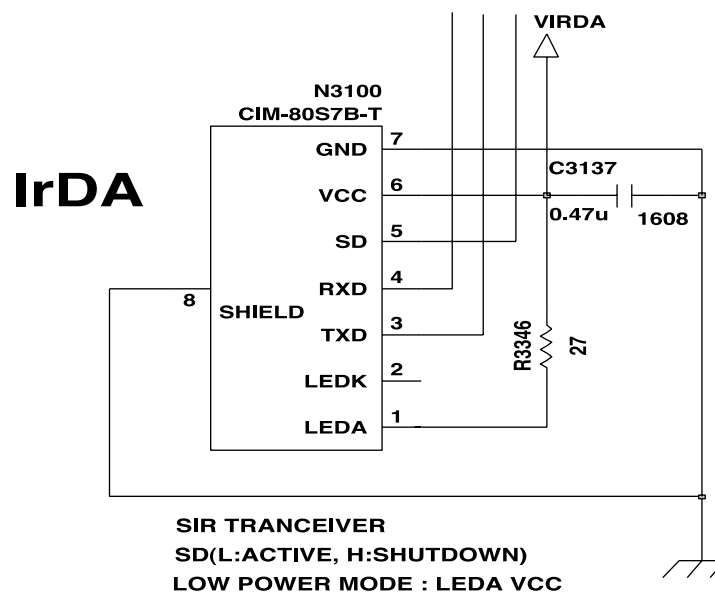 VIRDA
N3100
CIM-80S7B-T
GND 7
C3137
IrDA
VCC 6
0.47u 1608
SD 5
RXD 4
8
SHIELD
TXD 3
R3346 27
LEDK 2
LEDA 1
SIR TRANCEIVER
SD(L:ACTIVE, H:SHUTDOWN)
LOW POWER MODE : LEDA VCC